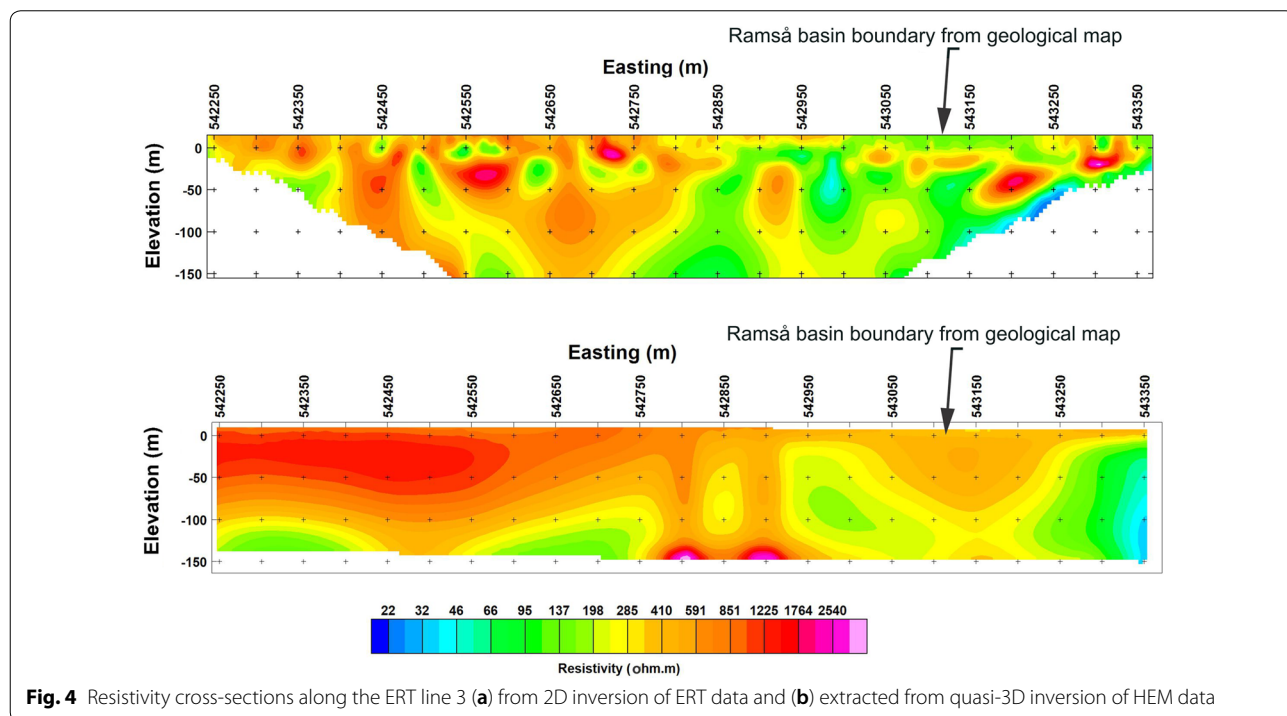 Ramså basin boundary from geological map
Easting (m)
542250 542350 542450 542550 542650 542750 542850 542950 543050 543150 543250 543350
Elevation (m)
0
-50
-100
-150
Ramså basin boundary from geological map
Easting (m)
542250 542350 542450 542550 542650 542750 542850 542950 543050 543150 543250 543350
Elevation (m)
0
-50
-100
-150
22 32 46 66 95 137 198 285 410 591 851 1225 1764 2540
Resistivity (ohm.m)
Fig. 4 Resistivity cross-sections along the ERT line 3 (a) from 2D inversion of ERT data and (b) extracted from quasi-3D inversion of HEM data